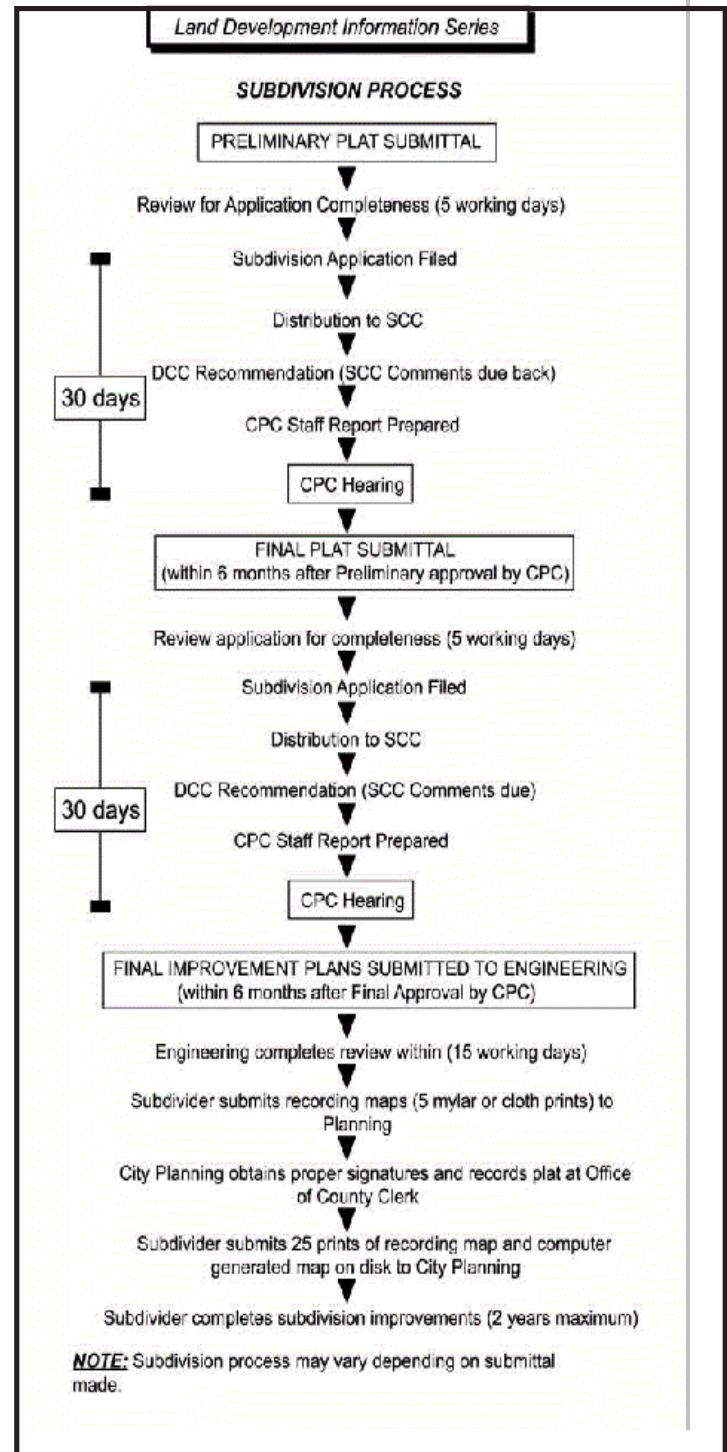 Land Development Information Series
SUBDIVISION PROCESS
PRELIMINARY PLAT SUBMITTAL
Review for Application Completeness (5 working days)
Subdivision Application Filed
Distribution to SCC
DCC Recommendation (SCC Comments due back)
30 days
CPC Staff Report Prepared
CPC Hearing
FINAL PLAT SUBMITTAL
(within 6 months after Preliminary approval by CPC)
Review application for completeness (5 working days)
Subdivision Application Filed
Distribution to SCC
DCC Recommendation (SCC Comments due)
30 days
CPC Staff Report Prepared
CPC Hearing
FINAL IMPROVEMENT PLANS SUBMITTED TO ENGINEERING
(within 6 months after Final Approval by CPC)
Engineering completes review within (15 working days)
Subdivider submits recording maps (5 mylar or cloth prints) to
Planning
City Planning obtains proper signatures and records plat at Office
of County Clerk
Subdivider submits 25 prints of recording map and computer
generated map on disk to City Planning
Subdivider completes subdivision improvements (2 years maximum)
NOTE: Subdivision process may vary depending on submittal
made.